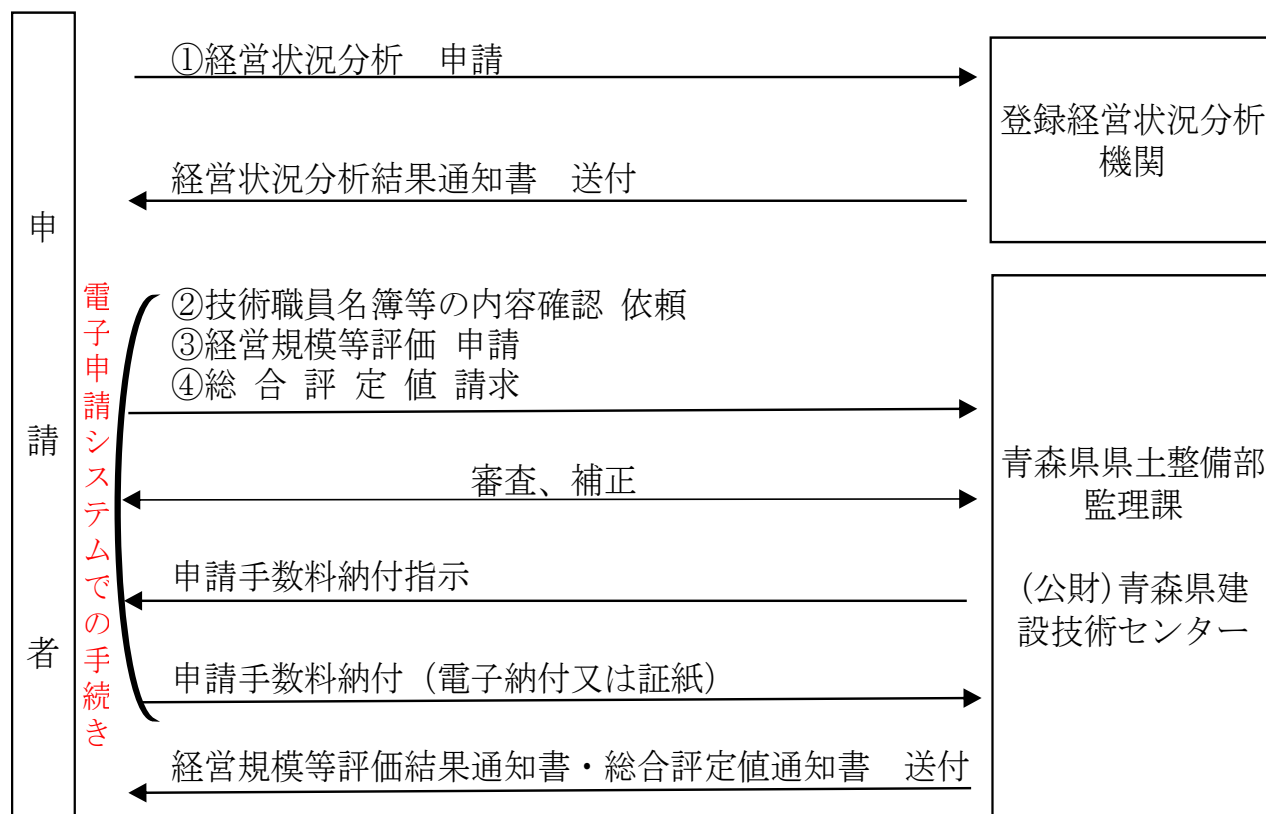 申請者
①経営状況分析　申請
経営状況分析結果通知書　送付
登録経営状況分析
機関
電子申請システムでの手続き
②技術職員名簿等の内容確認 依頼
③経営規模等評価 申請
④総 合 評 定 値 請求
審査、補正
申請手数料納付指示
申請手数料納付（電子納付又は証紙）
経営規模等評価結果通知書・総合評定値通知書　送付
青森県県土整備部
監理課
(公財)青森県建
設技術センター